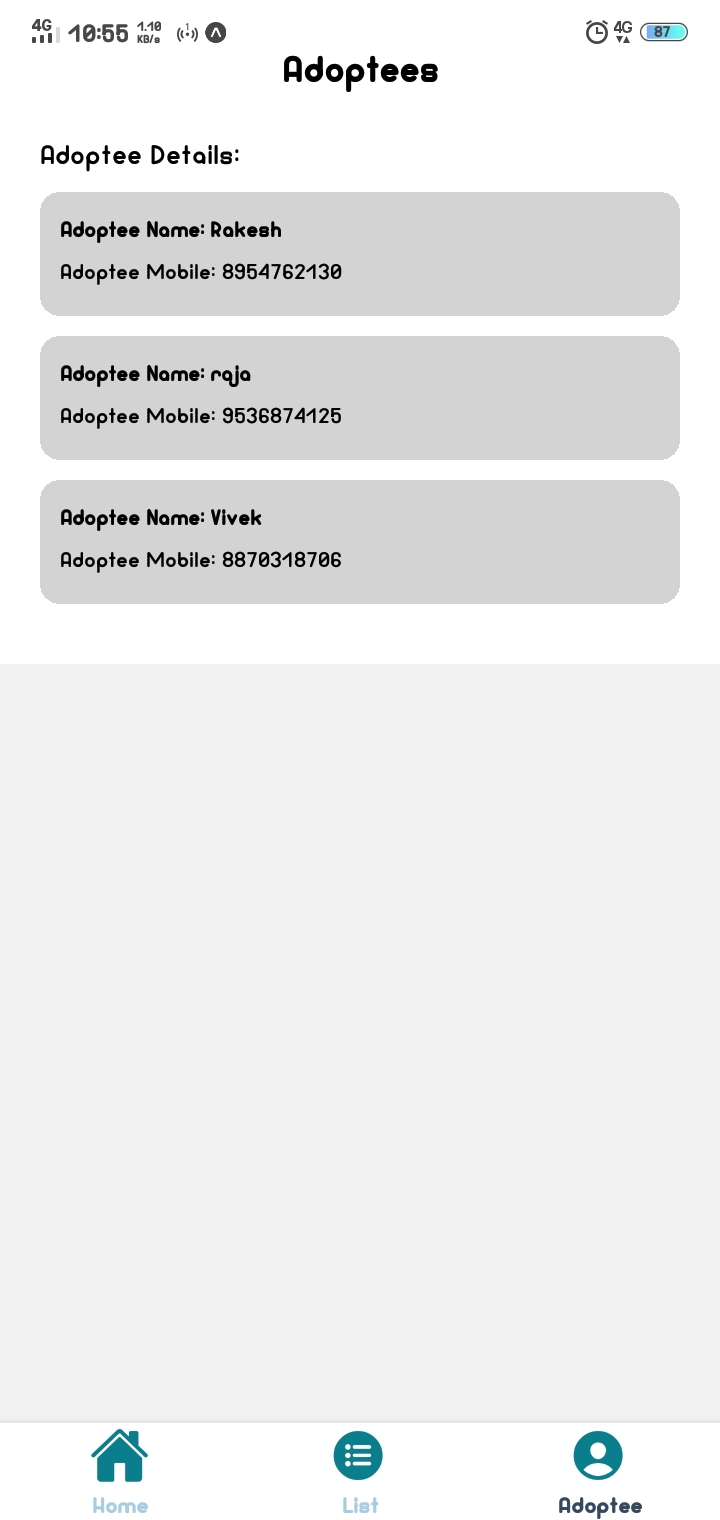 4G 10:55 1.10 KB/s 4G 87
Adoptees
Adoptee Details:
Adoptee Name: Rakesh
Adoptee Mobile: 8954762130
Adoptee Name: raja
Adoptee Mobile: 9536874125
Adoptee Name: Vivek
Adoptee Mobile: 8870318706
Home List Adoptee